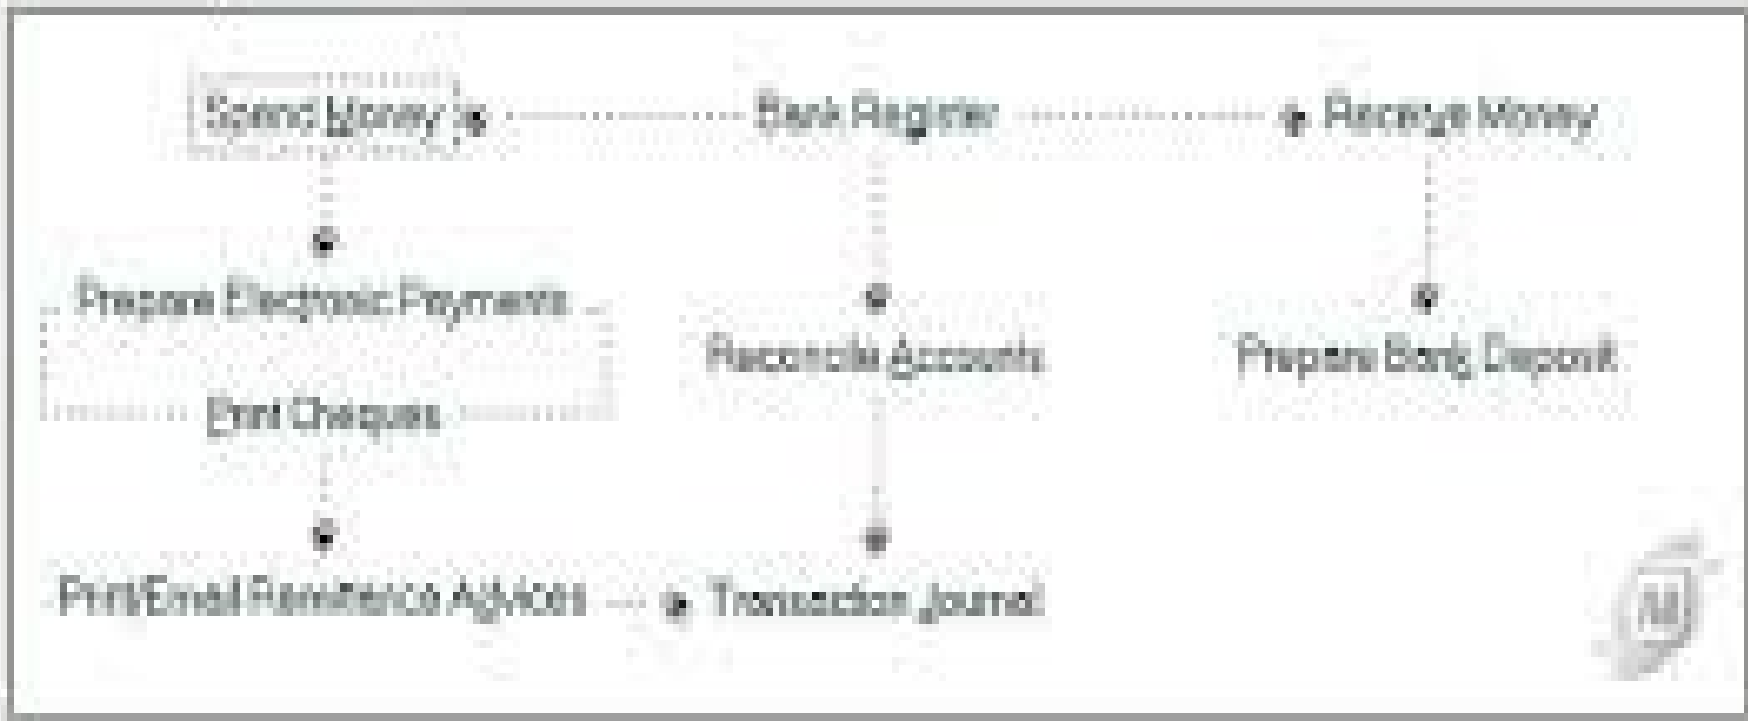 Spend Money Bank Register Receive Money
Prepare Electronic Payments
Reconcile Accounts Prepare Bank Deposit
Print Cheques
Print/Email Remittance Advices Transaction Journal